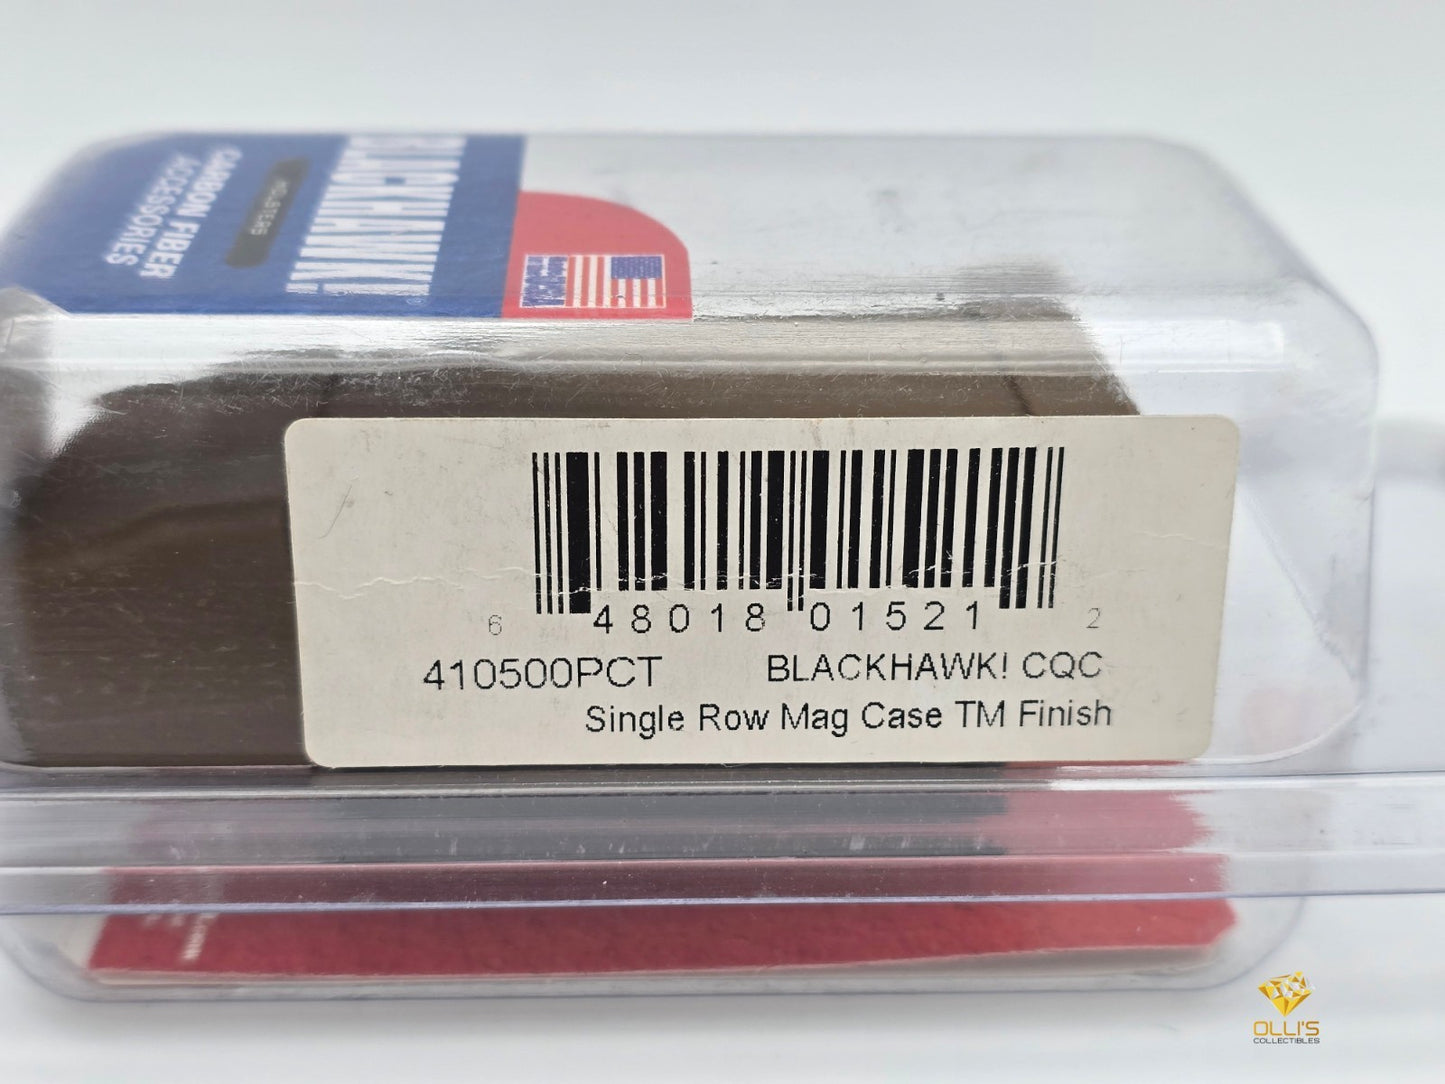 BLACKHAWK!
HOLSTERS
CARBON FIBER
ACCESSORIES
6 48018 01521 2
410500PCT BLACKHAWK! CQC
Single Row Mag Case TM Finish
OLLI'S
COLLECTIBLES